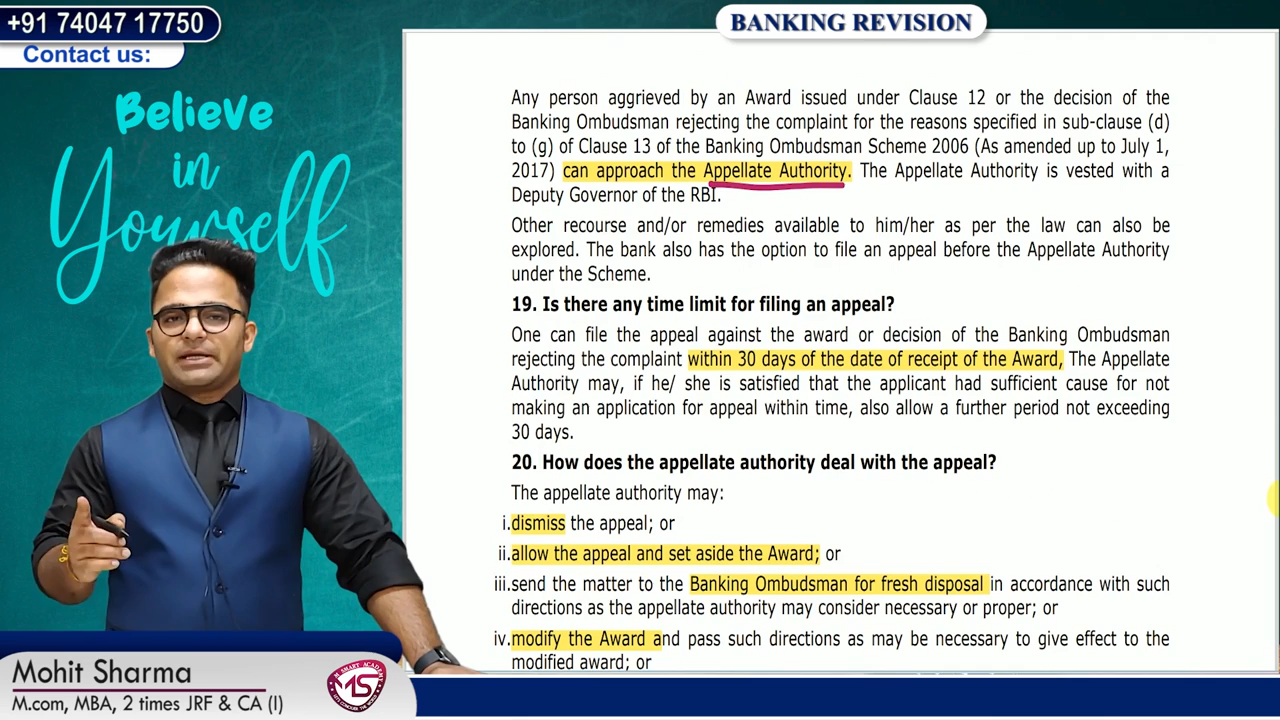 +91 74047 17750
Contact us:
BANKING REVISION
Believe
in
Yourself
Any person aggrieved by an Award issued under Clause 12 or the decision of the
Banking Ombudsman rejecting the complaint for the reasons specified in sub-clause (d)
to (g) of Clause 13 of the Banking Ombudsman Scheme 2006 (As amended up to July 1,
2017) can approach the Appellate Authority. The Appellate Authority is vested with a
Deputy Governor of the RBI.
Other recourse and/or remedies available to him/her as per the law can also be
explored. The bank also has the option to file an appeal before the Appellate Authority
under the Scheme.
19. Is there any time limit for filing an appeal?
One can file the appeal against the award or decision of the Banking Ombudsman
rejecting the complaint within 30 days of the date of receipt of the Award, The Appellate
Authority may, if he/ she is satisfied that the applicant had sufficient cause for not
making an application for appeal within time, also allow a further period not exceeding
30 days.
20. How does the appellate authority deal with the appeal?
The appellate authority may:
i. dismiss the appeal; or
ii. allow the appeal and set aside the Award; or
iii. send the matter to the Banking Ombudsman for fresh disposal in accordance with such
directions as the appellate authority may consider necessary or proper; or
iv. modify the Award and pass such directions as may be necessary to give effect to the
modified award; or
Mohit Sharma
M.com, MBA, 2 times JRF & CA (I)
MS